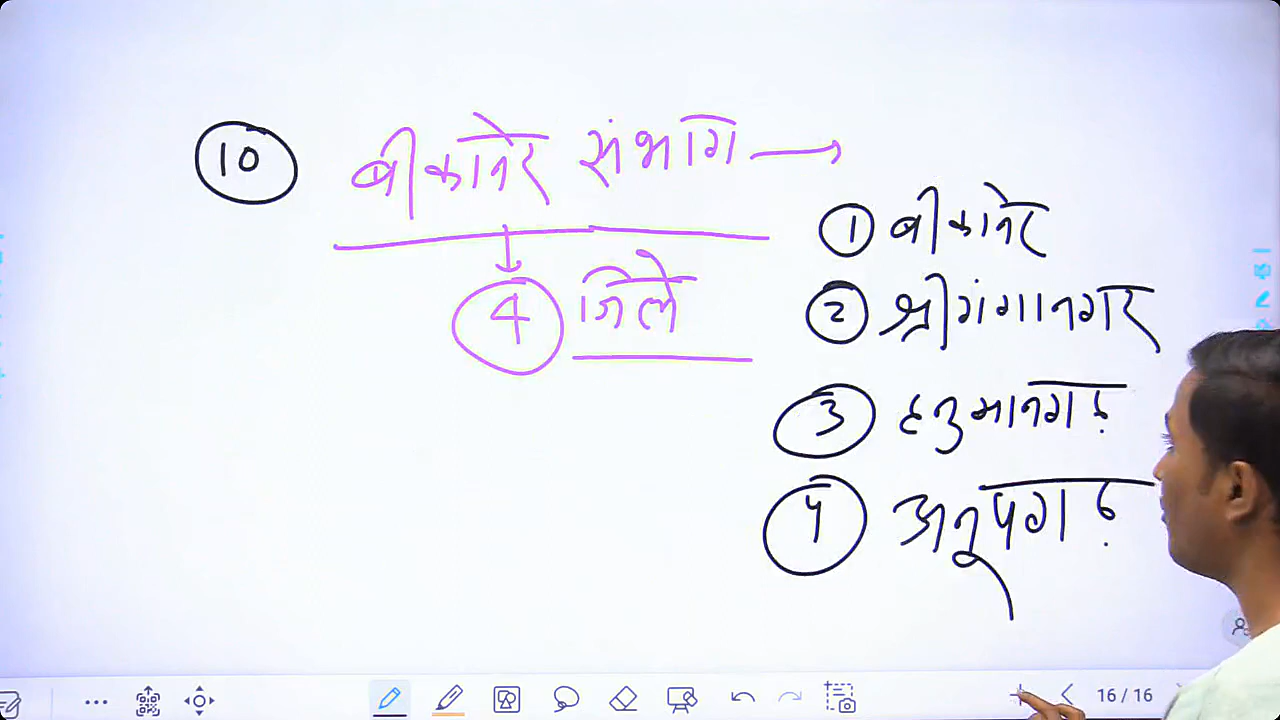 10 बीकानेर संभाग →
4 जिले
1 बीकानेर
2 श्रीगंगानगर
3 हनुमानगढ़
4 अनूपगढ़
16 / 16